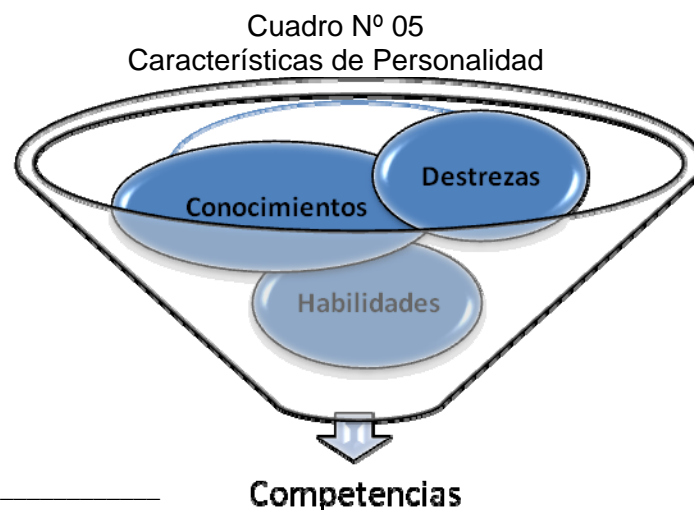 Cuadro Nº 05
Características de Personalidad
Destrezas
Conocimientos
Habilidades
Competencias